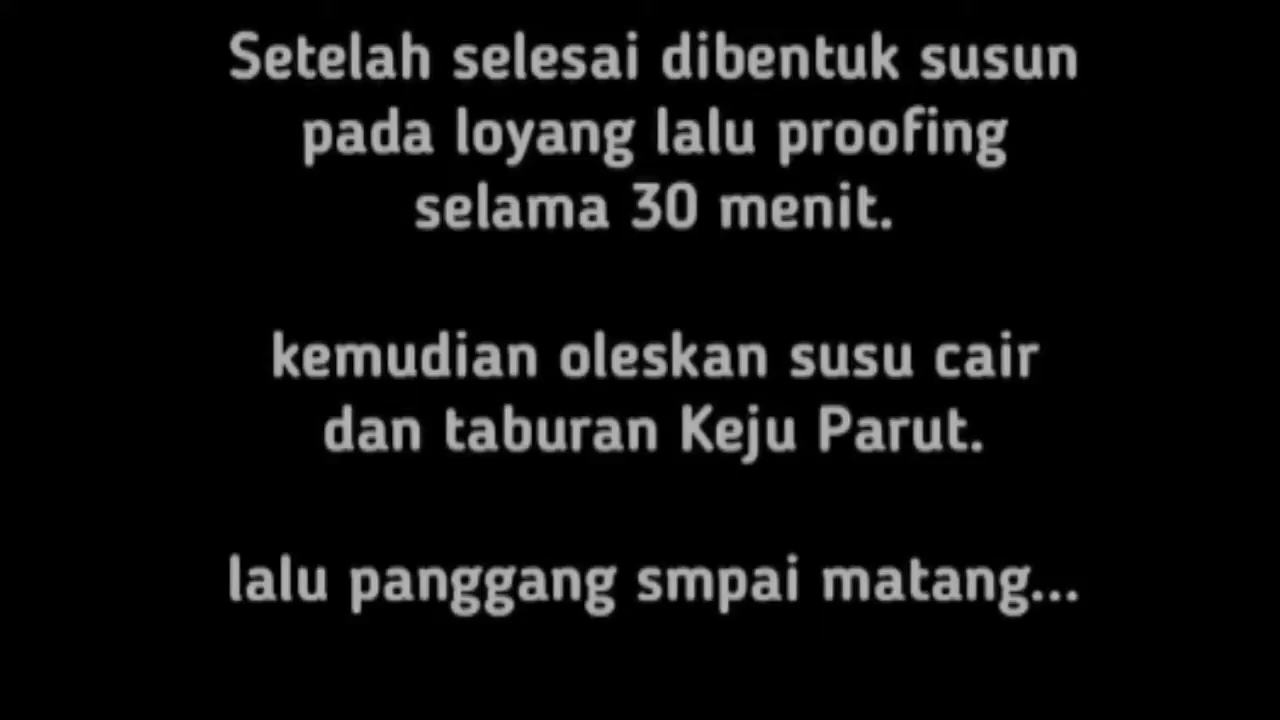 Setelah selesai dibentuk susun
pada loyang lalu proofing
selama 30 menit.
kemudian oleskan susu cair
dan taburan Keju Parut.
lalu panggang smpai matang...